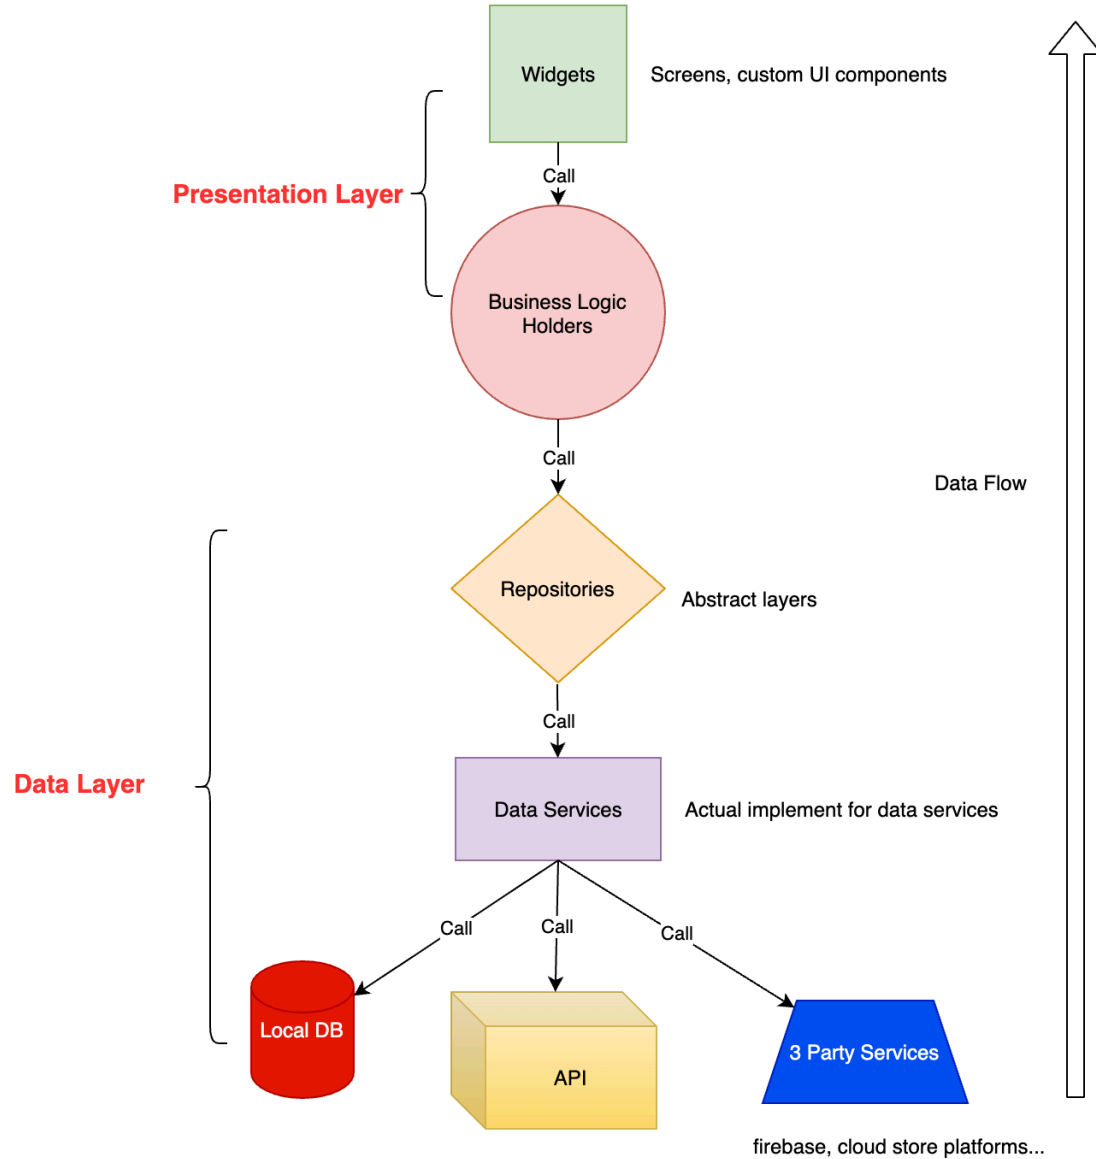 Widgets
Screens, custom UI components
Call
Presentation Layer
Business Logic
Holders
Call
Data Flow
Repositories
Abstract layers
Call
Data Layer
Data Services
Actual implement for data services
Call
Call
Call
Local DB
API
3 Party Services
firebase, cloud store platforms...